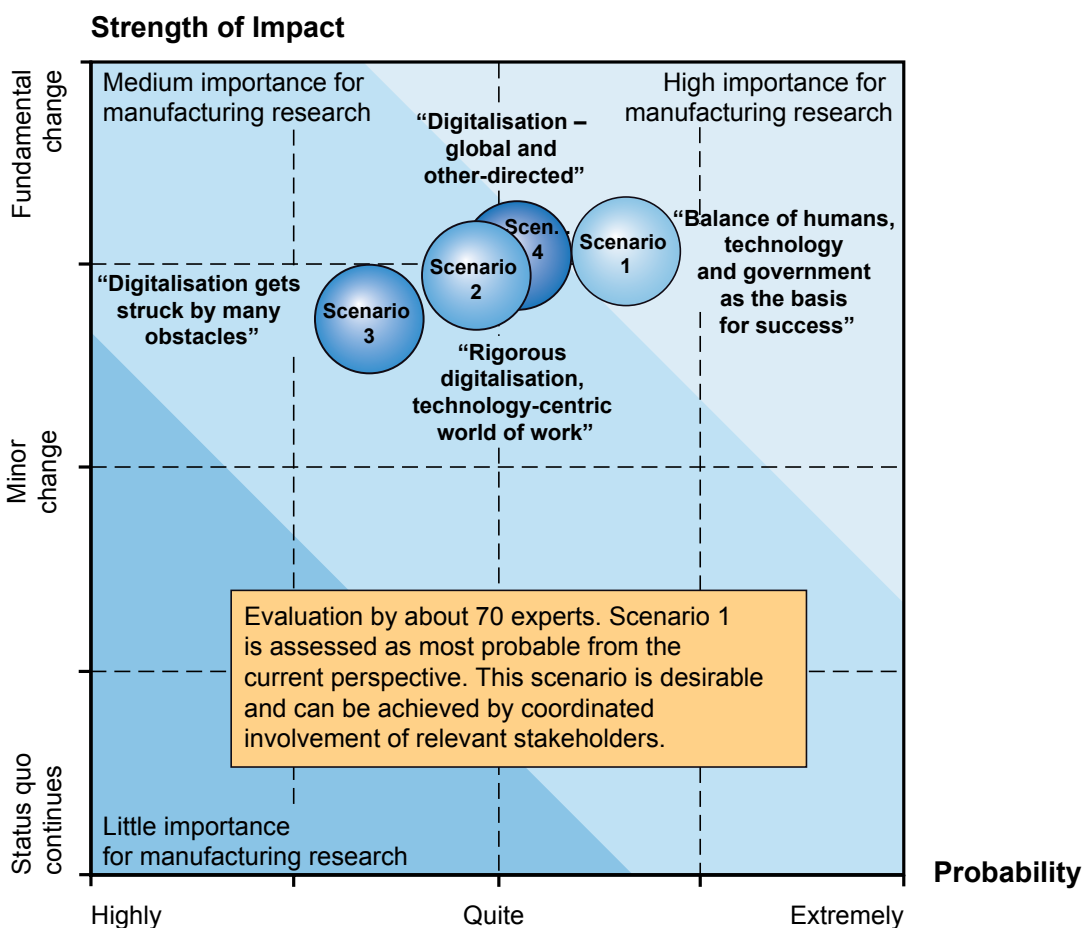 Strength of Impact
Fundamental
change
Minor
change
Status quo
continues
Medium importance for
manufacturing research
High importance for
manufacturing research
“Digitalisation –
global and
other-directed”
Scen. .
4
Scenario
1
“Balance of humans,
technology
and government
as the basis
for success”
Scenario
2
“Digitalisation gets
struck by many
obstacles”
Scenario
3
“Rigorous
digitalisation,
technology-centric
world of work”
Evaluation by about 70 experts. Scenario 1
is assessed as most probable from the
current perspective. This scenario is desirable
and can be achieved by coordinated
involvement of relevant stakeholders.
Little importance
for manufacturing research
Probability
Highly
Quite
Extremely